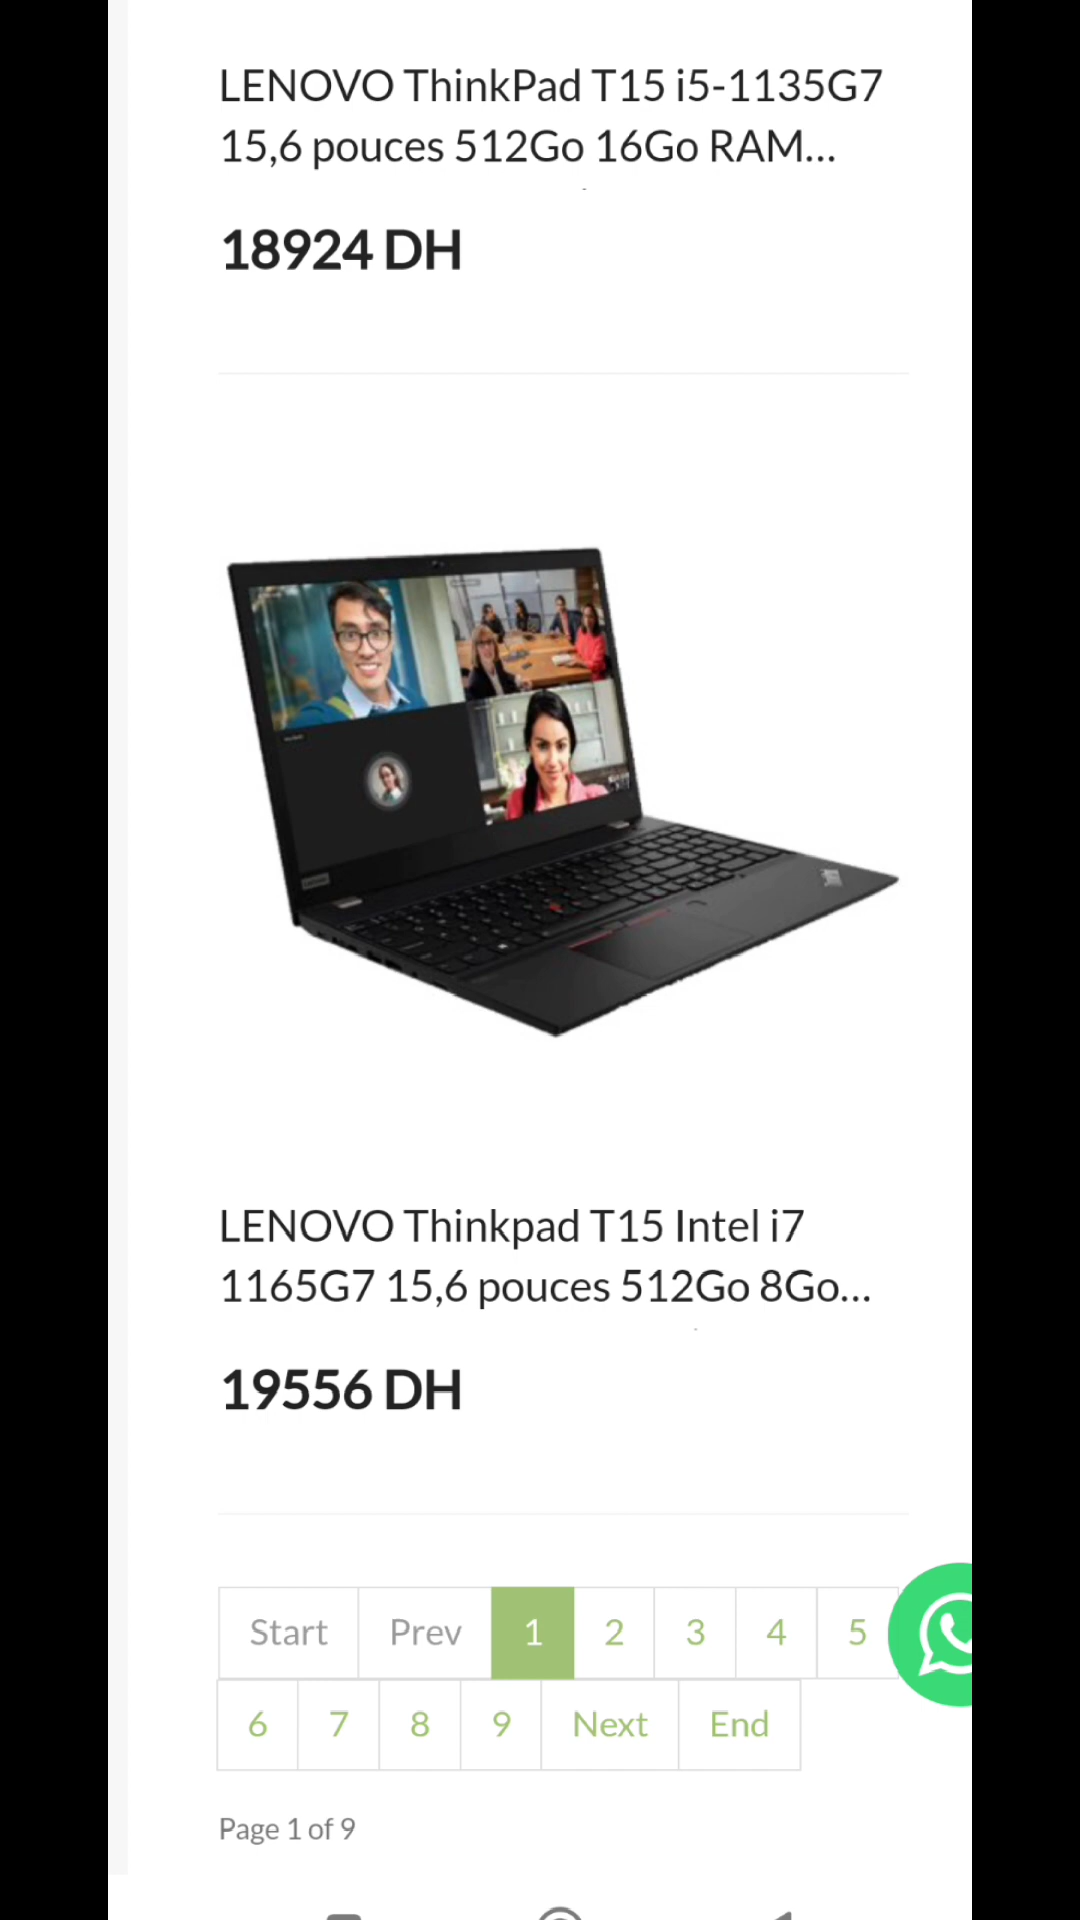 LENOVO ThinkPad T15 i5-1135G7
15,6 pouces 512Go 16Go RAM...
18924 DH
LENOVO Thinkpad T15 Intel i7
1165G7 15,6 pouces 512Go 8Go...
19556 DH
Start Prev 1 2 3 4 5
6 7 8 9 Next End
Page 1 of 9